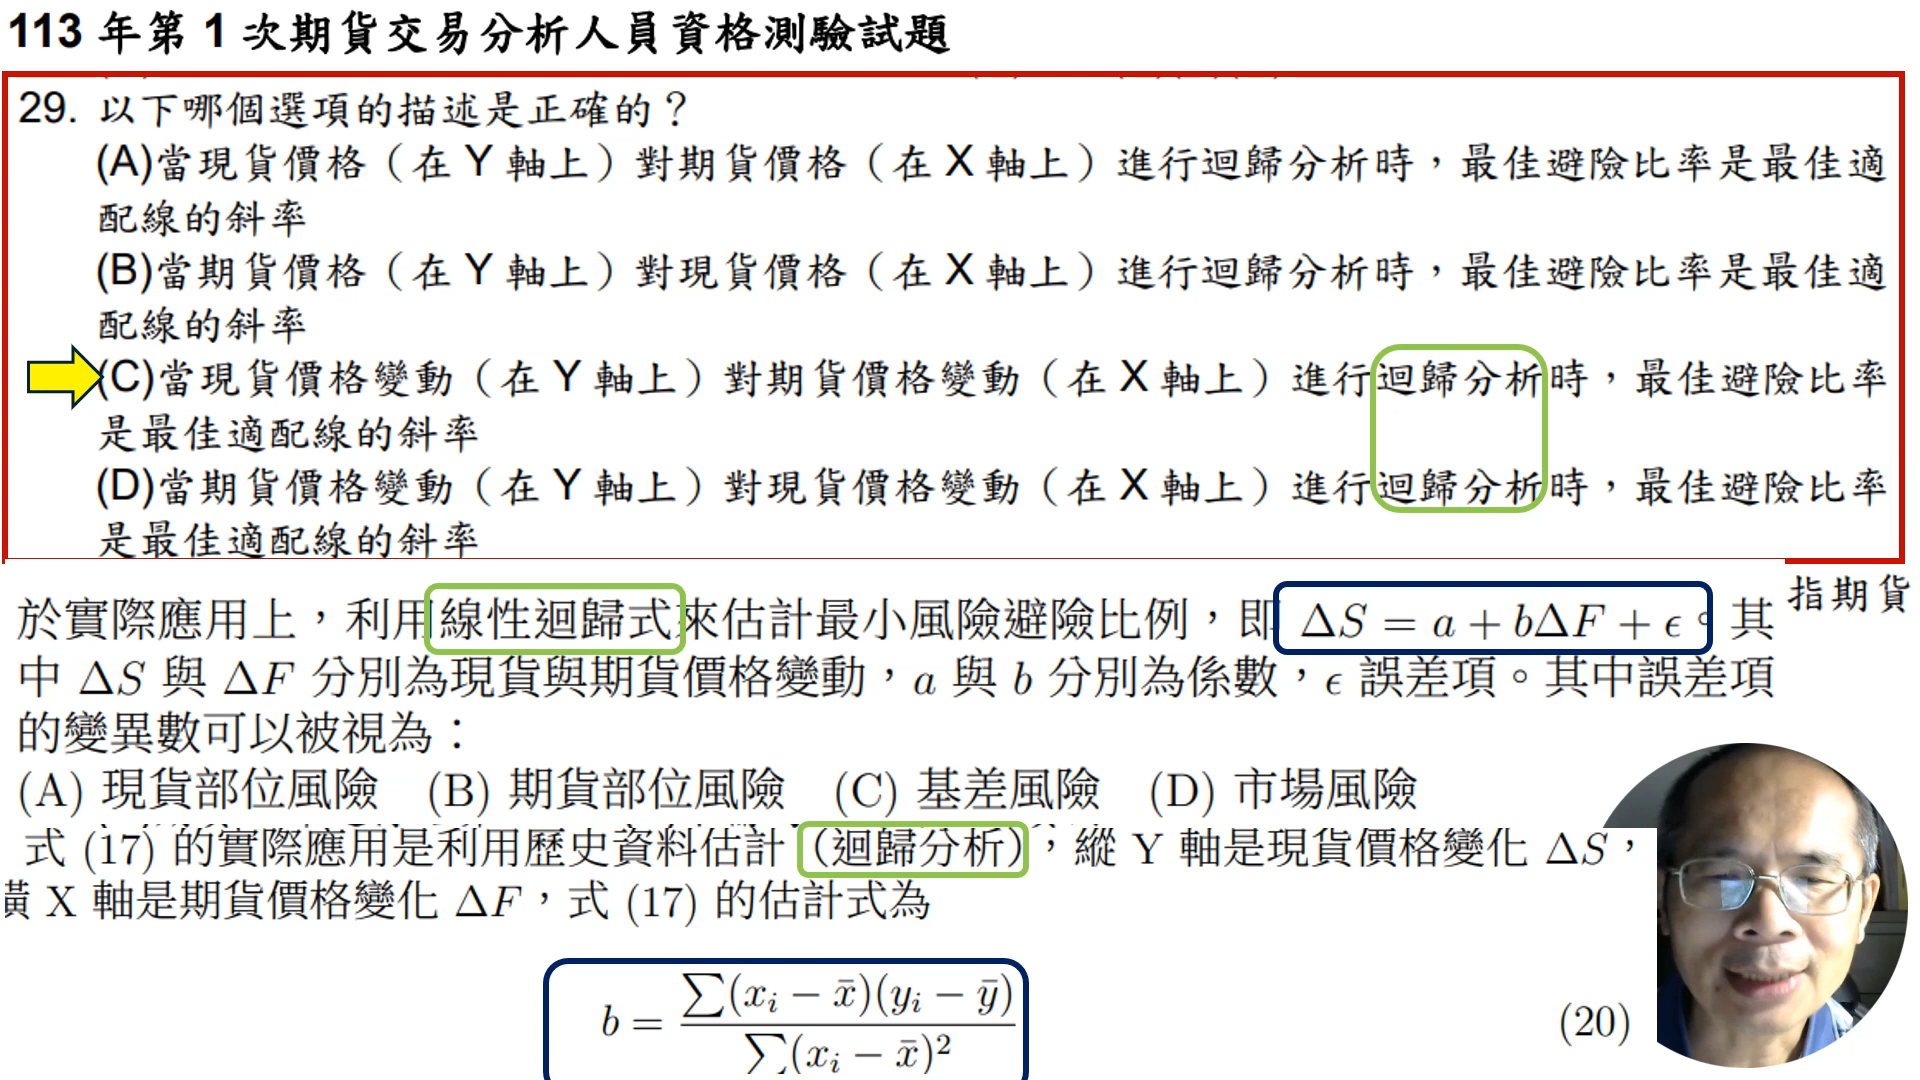 113 年第 1 次期貨交易分析人員資格測驗試題
29. 以下哪個選項的描述是正確的？
(A)當現貨價格（在 Y 軸上）對期貨價格（在 X 軸上）進行迴歸分析時，最佳避險比率是最佳適
配線的斜率
(B)當期貨價格（在 Y 軸上）對現貨價格（在 X 軸上）進行迴歸分析時，最佳避險比率是最佳適
配線的斜率
(C)當現貨價格變動（在 Y 軸上）對期貨價格變動（在 X 軸上）進行迴歸分析時，最佳避險比率
是最佳適配線的斜率
(D)當期貨價格變動（在 Y 軸上）對現貨價格變動（在 X 軸上）進行迴歸分析時，最佳避險比率
是最佳適配線的斜率
指期貨
於實際應用上，利用線性迴歸式來估計最小風險避險比例，即 ΔS = a + bΔF + ϵ。其
中 ΔS 與 ΔF 分別為現貨與期貨價格變動，a 與 b 分別為係數，ϵ 誤差項。其中誤差項
的變異數可以被視為：
(A) 現貨部位風險 (B) 期貨部位風險 (C) 基差風險 (D) 市場風險
式 (17) 的實際應用是利用歷史資料估計（迴歸分析），縱 Y 軸是現貨價格變化 ΔS，
橫 X 軸是期貨價格變化 ΔF，式 (17) 的估計式為
b = ∑(xᵢ − x̄)(yᵢ − ȳ) / ∑(xᵢ − x̄)² (20)